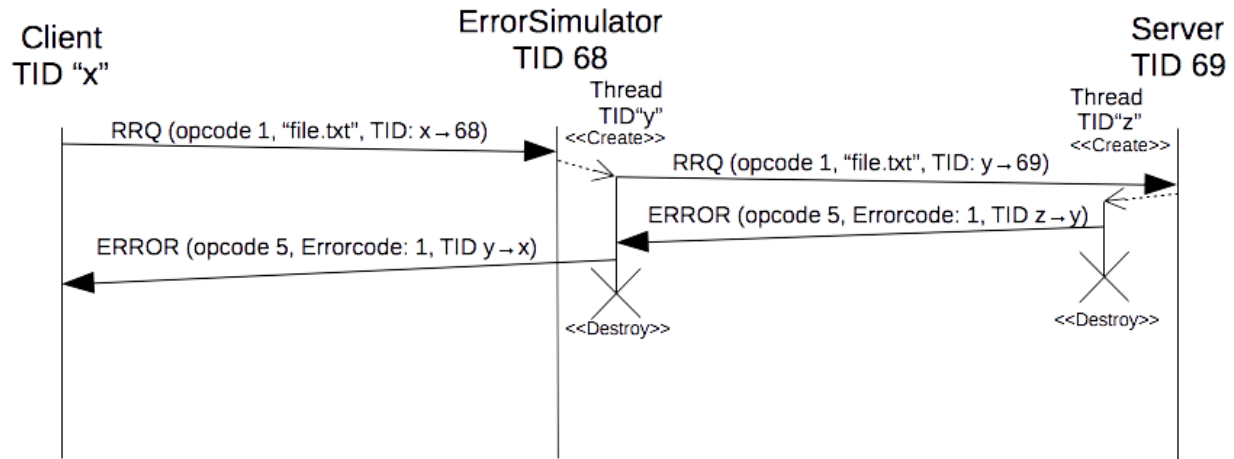 Client
TID “x”
ErrorSimulator
TID 68
Server
TID 69
Thread
TID“y”
<<Create>>
Thread
TID“z”
<<Create>>
RRQ (opcode 1, “file.txt”, TID: x→68)
RRQ (opcode 1, “file.txt”, TID: y→69)
ERROR (opcode 5, Errorcode: 1, TID z→y)
ERROR (opcode 5, Errorcode: 1, TID y→x)
<<Destroy>>
<<Destroy>>